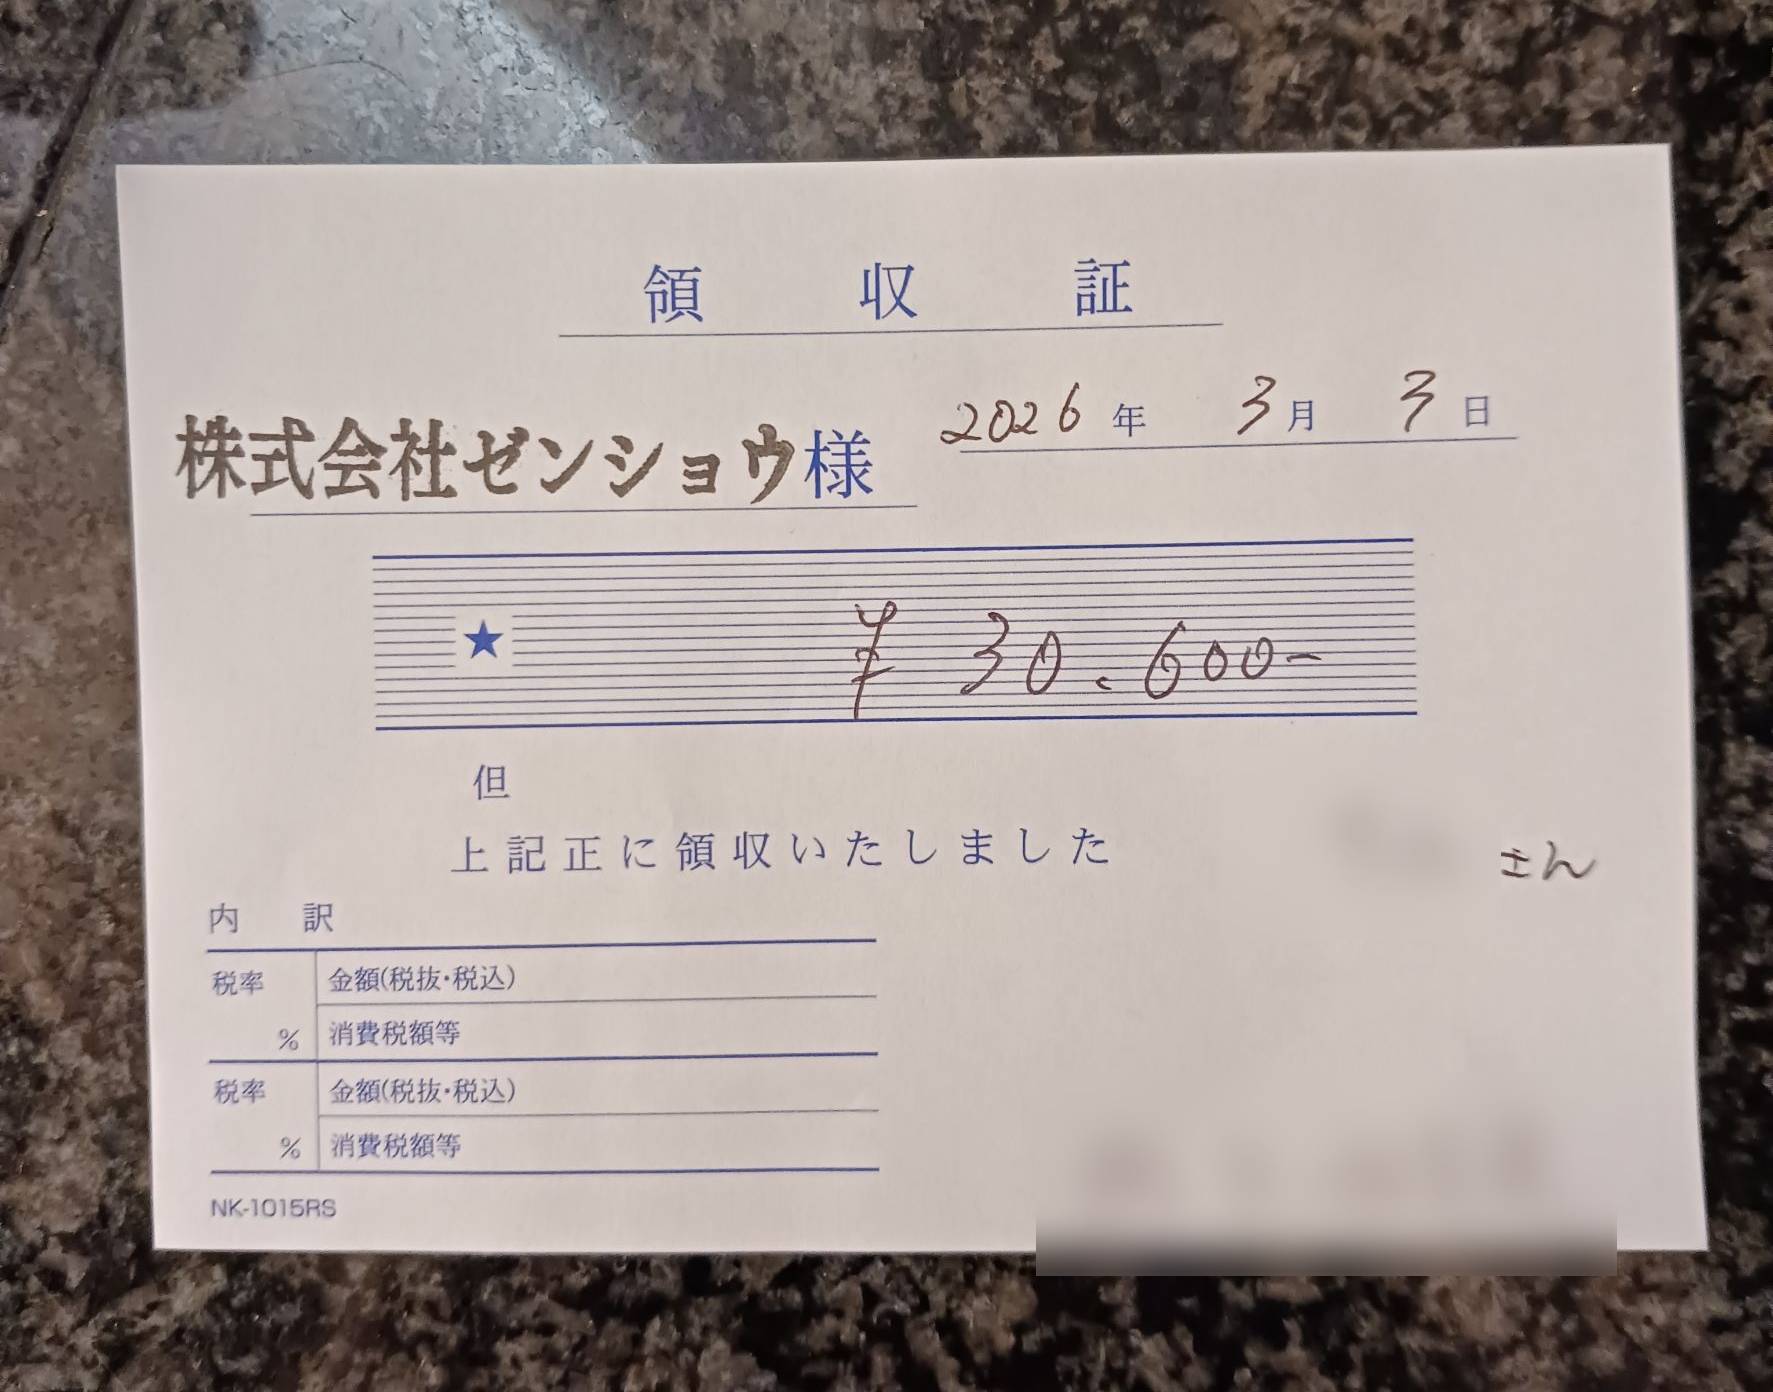 領収証
2026年 3月 3日
株式会社ゼンショウ様
★ ¥30.600-
但
上記正に領収いたしました
さん
内訳
税率 % 金額(税抜・税込)
消費税額等
税率 % 金額(税抜・税込)
消費税額等
NK-1015RS